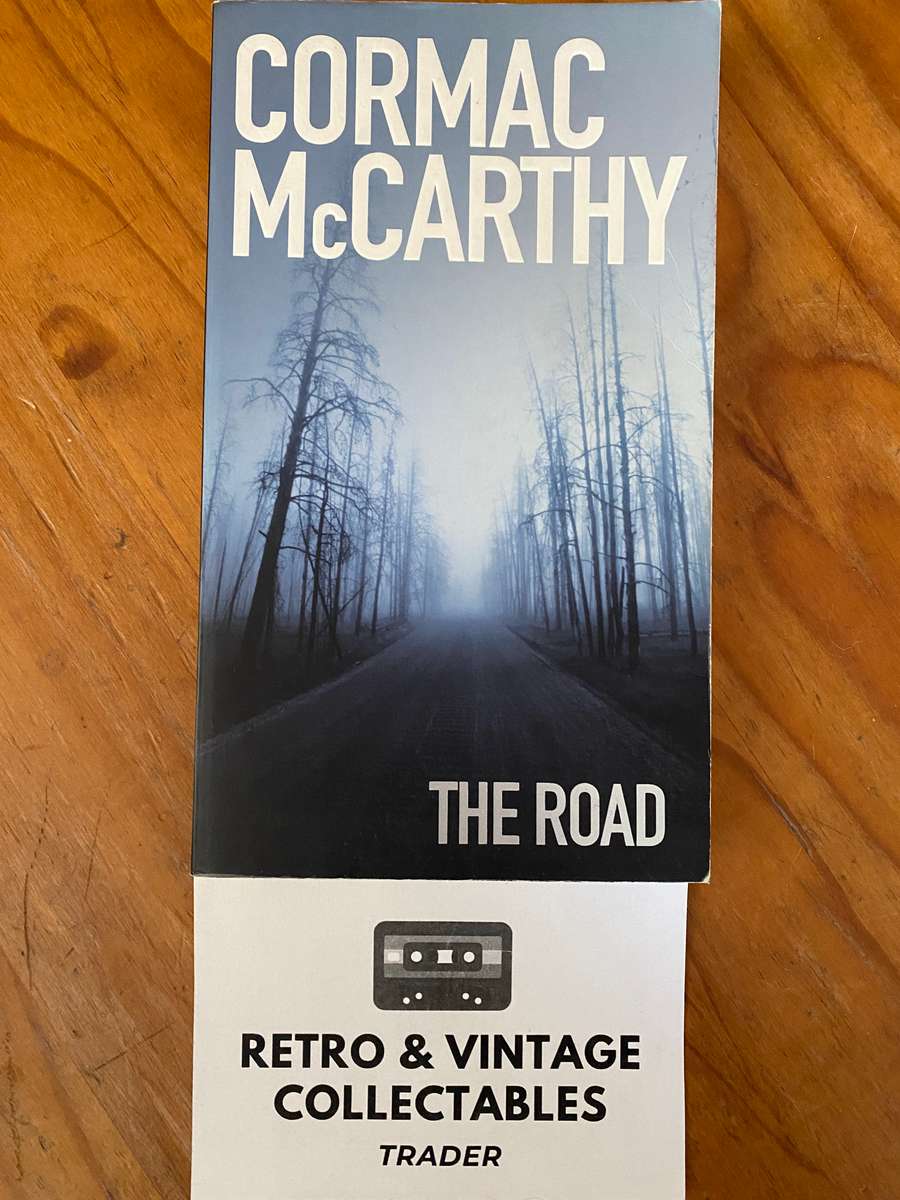 CORMAC
McCARTHY
THE ROAD
RETRO & VINTAGE
COLLECTABLES
TRADER